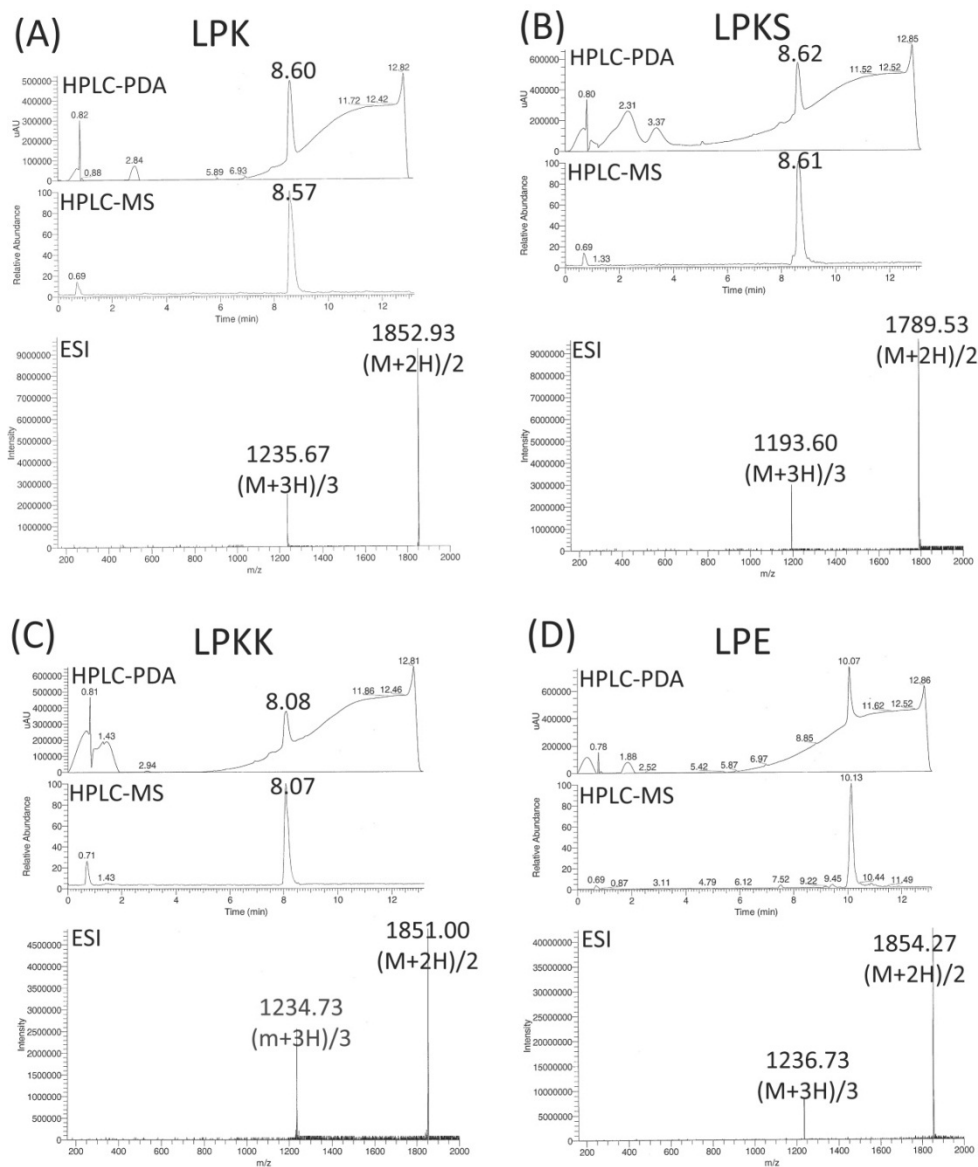 (A) LPK
HPLC-PDA
8.60
12.82
11.72 12.42
0.82
0.88
2.84
5.89 6.93
uAU
500000
400000
300000
200000
100000
0
HPLC-MS
8.57
0.69
Relative Abundance
100
80
60
40
20
0
0 2 4 6 8 10 12
Time (min)
ESI
1852.93
(M+2H)/2
1235.67
(M+3H)/3
Intensity
9000000
8000000
7000000
6000000
5000000
4000000
3000000
2000000
1000000
0
200 400 600 800 1000 1200 1400 1600 1800 2000
m/z
(B) LPKS
HPLC-PDA
8.62
12.85
11.52 12.52
0.80
2.31
3.37
uAU
600000
400000
200000
0
HPLC-MS
8.61
0.69
1.33
Relative Abundance
100
80
60
40
20
0
0 2 4 6 8 10 12
Time (min)
ESI
1789.53
(M+2H)/2
1193.60
(M+3H)/3
Intensity
9000000
8000000
7000000
6000000
5000000
4000000
3000000
2000000
1000000
0
200 400 600 800 1000 1200 1400 1600 1800 2000
m/z
(C) LPKK
HPLC-PDA
8.08
12.81
11.86 12.46
0.81
1.43
2.94
uAU
600000
500000
400000
300000
200000
100000
0
HPLC-MS
8.07
0.71
1.43
Relative Abundance
100
80
60
40
20
0
0 2 4 6 8 10 12
Time (min)
ESI
1851.00
(M+2H)/2
1234.73
(m+3H)/3
Intensity
4500000
4000000
3500000
3000000
2500000
2000000
1500000
1000000
500000
0
200 400 600 800 1000 1200 1400 1600 1800 2000
m/z
(D) LPE
HPLC-PDA
10.07
12.86
11.62 12.52
0.78
1.88
2.52
5.42 5.87
6.97
8.85
uAU
600000
400000
200000
0
HPLC-MS
10.13
0.69
0.87
3.11 4.79 6.12
7.52
9.22 9.45
10.44 11.49
Relative Abundance
100
80
60
40
20
0
0 2 4 6 8 10 12
Time (min)
ESI
1854.27
(M+2H)/2
1236.73
(M+3H)/3
Intensity
40000000
35000000
30000000
25000000
20000000
15000000
10000000
5000000
0
200 400 600 800 1000 1200 1400 1600 1800 2000
m/z